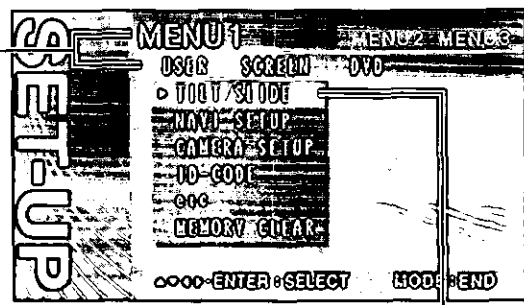 SET-UP
MENU1 MENU2 MENU3
USER SCREEN DVD
TILT/SLIDE
NAVI SETUP
CAMERA SETUP
ID-CODE
etc
MEMORY CLEAR
ENTER:SELECT MODE:END